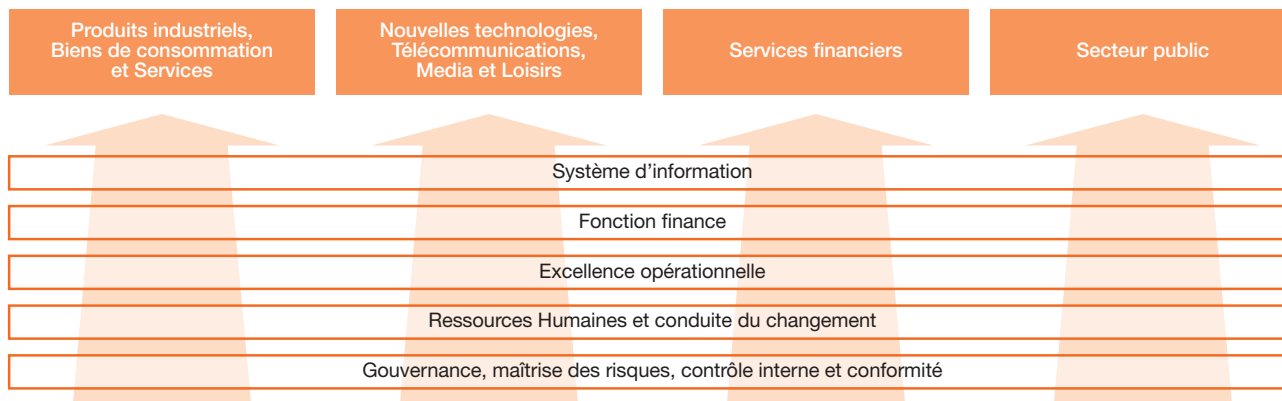 Produits industriels,
Biens de consommation
et Services
Nouvelles technologies,
Télécommunications,
Media et Loisirs
Services financiers
Secteur public
Système d’information
Fonction finance
Excellence opérationnelle
Ressources Humaines et conduite du changement
Gouvernance, maîtrise des risques, contrôle interne et conformité